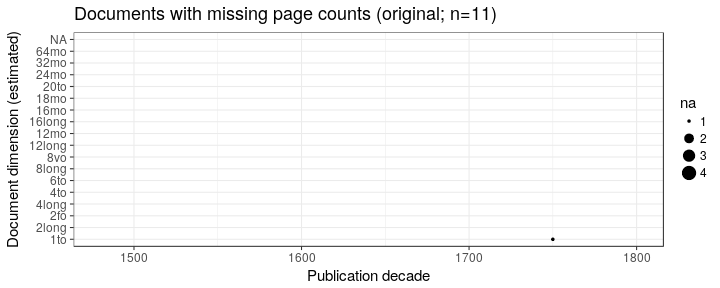 Documents with missing page counts (original; n=11)
Document dimension (estimated)
NA
64mo
32mo
24mo
20to
18mo
16mo
16long
12mo
12long
8vo
8long
6to
4to
4long
2fo
2long
1to
1500 1600 1700 1800
Publication decade
na
1
2
3
4